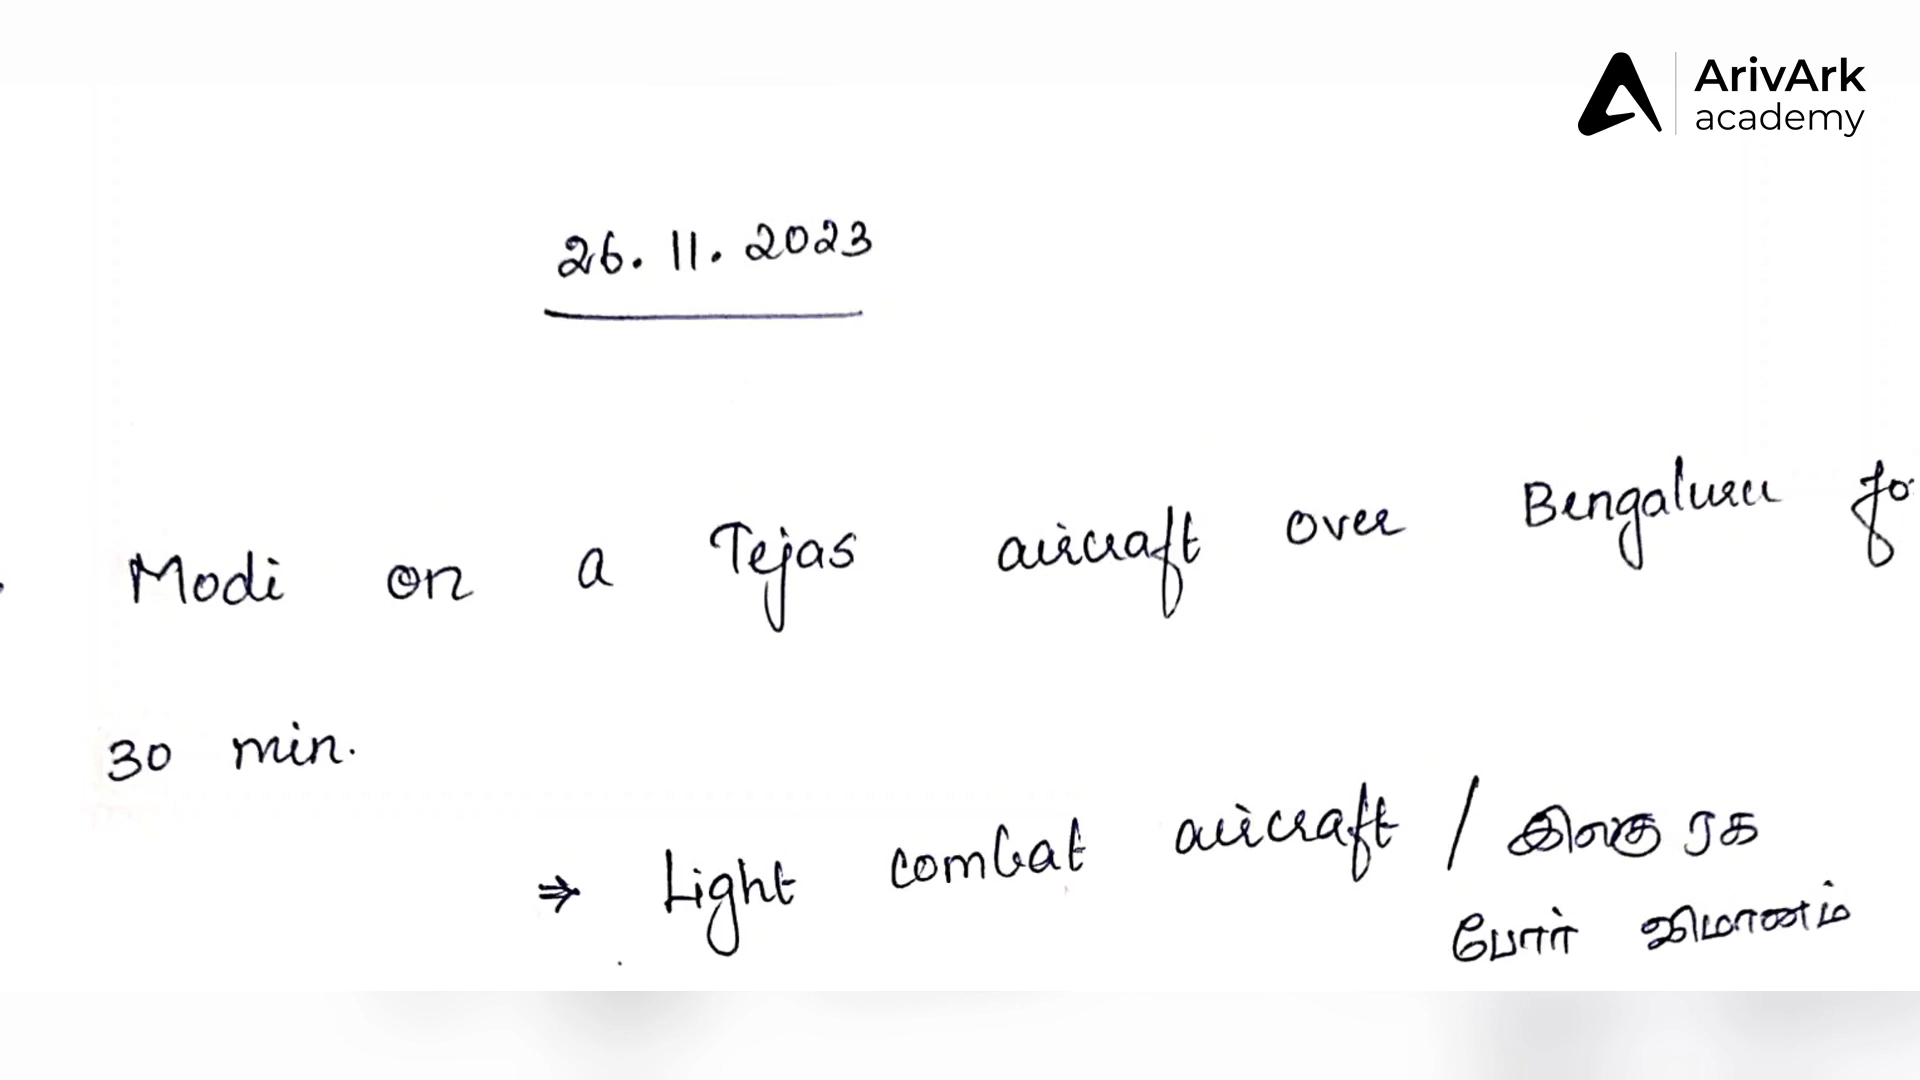 ArivArk
academy
26.11.2023
Modi on a Tejas aircraft over Bengaluru fo
30 min.
⇒ Light combat aircraft / இலகு ரக
போர் விமானம்